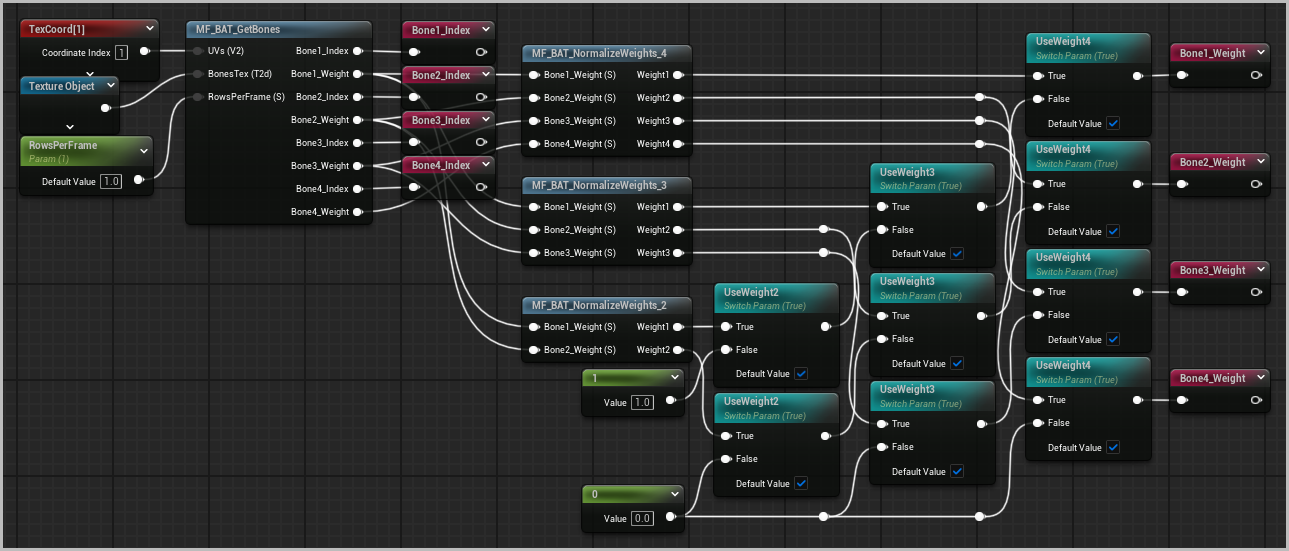 TexCoord[1]
Coordinate Index 1
Texture Object
RowsPerFrame
Param (1)
Default Value 1.0
MF_BAT_GetBones
UVs (V2) Bone1_Index
BonesTex (T2d) Bone1_Weight
RowsPerFrame (S) Bone2_Index
Bone2_Weight
Bone3_Index
Bone3_Weight
Bone4_Index
Bone4_Weight
Bone1_Index
Bone2_Index
Bone3_Index
Bone4_Index
MF_BAT_NormalizeWeights_4
Bone1_Weight (S) Weight1
Bone2_Weight (S) Weight2
Bone3_Weight (S) Weight3
Bone4_Weight (S) Weight4
MF_BAT_NormalizeWeights_3
Bone1_Weight (S) Weight1
Bone2_Weight (S) Weight2
Bone3_Weight (S) Weight3
MF_BAT_NormalizeWeights_2
Bone1_Weight (S) Weight1
Bone2_Weight (S) Weight2
1
Value 1.0
0
Value 0.0
UseWeight2
Switch Param (True)
True
False
Default Value
UseWeight2
Switch Param (True)
True
False
Default Value
UseWeight3
Switch Param (True)
True
False
Default Value
UseWeight3
Switch Param (True)
True
False
Default Value
UseWeight3
Switch Param (True)
True
False
Default Value
UseWeight4
Switch Param (True)
True
False
Default Value
UseWeight4
Switch Param (True)
True
False
Default Value
UseWeight4
Switch Param (True)
True
False
Default Value
UseWeight4
Switch Param (True)
True
False
Default Value
Bone1_Weight
Bone2_Weight
Bone3_Weight
Bone4_Weight